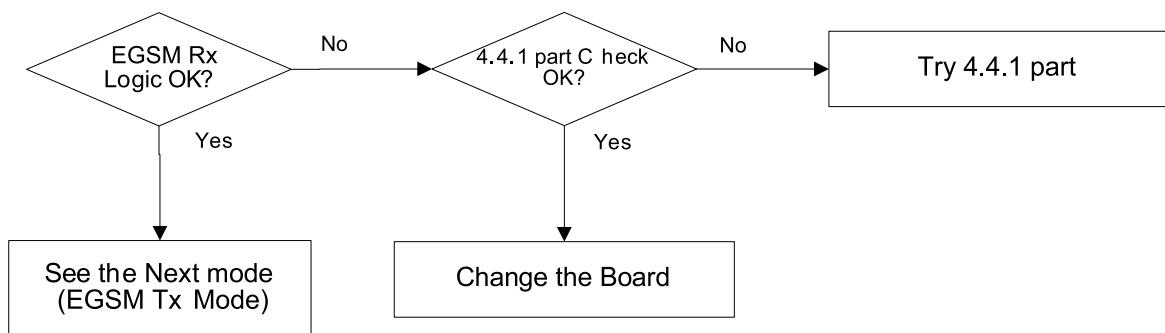 EGSM Rx
Logic OK?
No
4.4.1 part C heck
OK?
No
Try 4.4.1 part
Yes
Yes
See the Next mode
(EGSM Tx Mode)
Change the Board